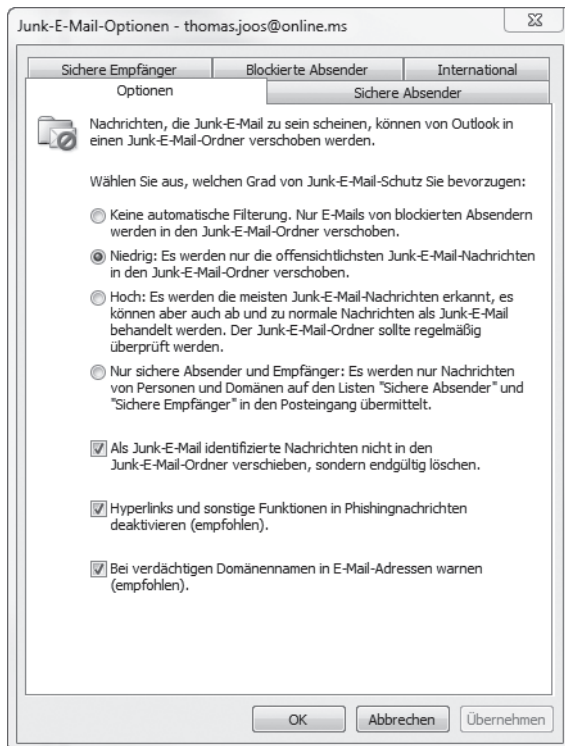 Junk-E-Mail-Optionen - thomas.joos@online.ms
Sichere Empfänger
Blockierte Absender
International
Optionen
Sichere Absender
Nachrichten, die Junk-E-Mail zu sein scheinen, können von Outlook in
einen Junk-E-Mail-Ordner verschoben werden.
Wählen Sie aus, welchen Grad von Junk-E-Mail-Schutz Sie bevorzugen:
Keine automatische Filterung. Nur E-Mails von blockierten Absendern
werden in den Junk-E-Mail-Ordner verschoben.
Niedrig: Es werden nur die offensichtlichsten Junk-E-Mail-Nachrichten
in den Junk-E-Mail-Ordner verschoben.
Hoch: Es werden die meisten Junk-E-Mail-Nachrichten erkannt, es
können aber auch ab und zu normale Nachrichten als Junk-E-Mail
behandelt werden. Der Junk-E-Mail-Ordner sollte regelmäßig
überprüft werden.
Nur sichere Absender und Empfänger: Es werden nur Nachrichten
von Personen und Domänen auf den Listen "Sichere Absender" und
"Sichere Empfänger" in den Posteingang übermittelt.
Als Junk-E-Mail identifizierte Nachrichten nicht in den
Junk-E-Mail-Ordner verschieben, sondern endgültig löschen.
Hyperlinks und sonstige Funktionen in Phishingnachrichten
deaktivieren (empfohlen).
Bei verdächtigen Domänennamen in E-Mail-Adressen warnen
(empfohlen).
OK
Abbrechen
Übernehmen